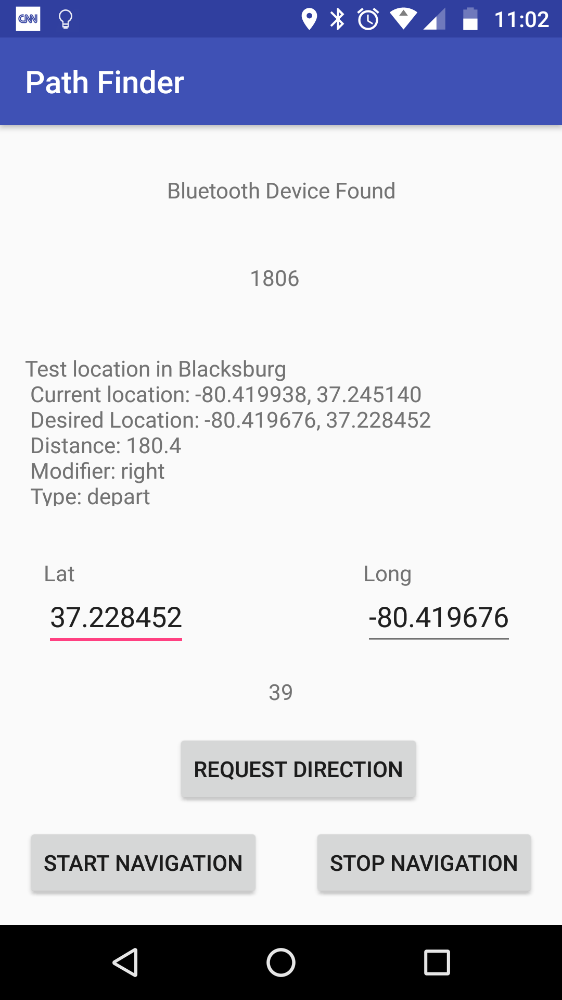 CNN
11:02
Path Finder
Bluetooth Device Found
1806
Test location in Blacksburg
Current location: -80.419938, 37.245140
Desired Location: -80.419676, 37.228452
Distance: 180.4
Modifier: right
Type: depart
Lat
Long
37.228452
-80.419676
39
REQUEST DIRECTION
START NAVIGATION
STOP NAVIGATION